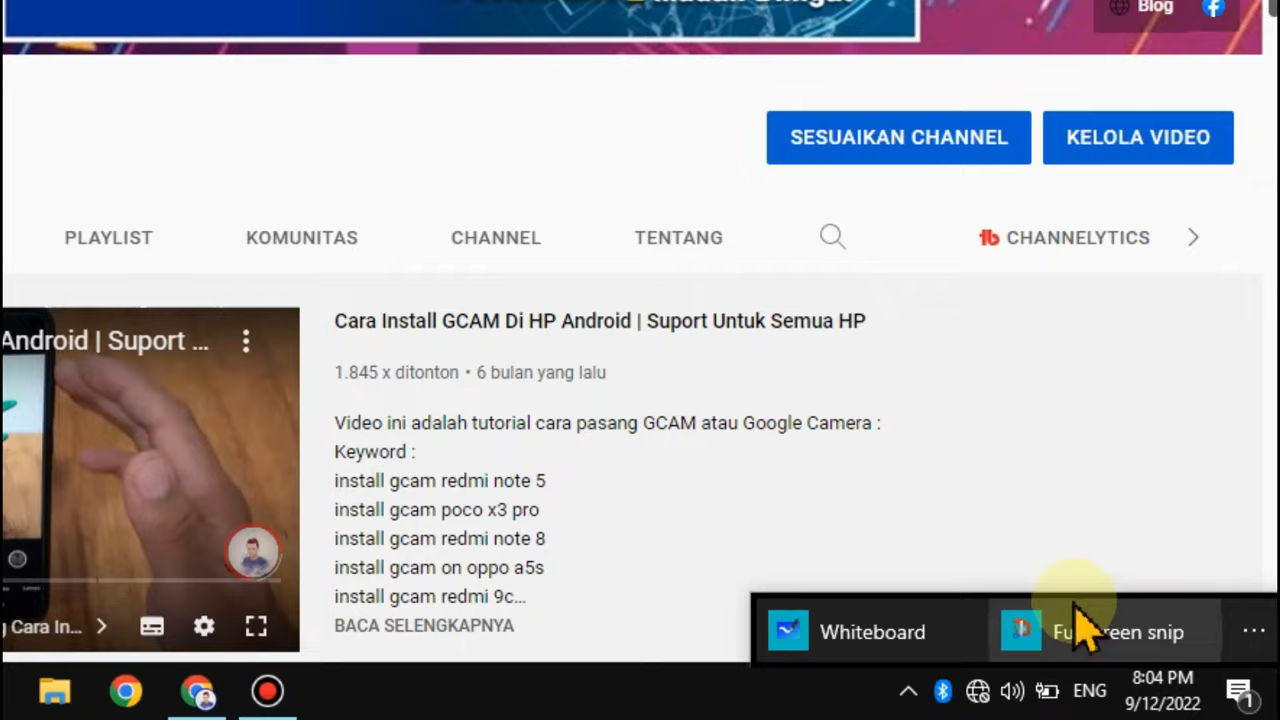 Blog
SESUAIKAN CHANNEL
KELOLA VIDEO
PLAYLIST
KOMUNITAS
CHANNEL
TENTANG
CHANNELYTICS
Android | Suport ...
Cara Install GCAM Di HP Android | Suport Untuk Semua HP
1.845 x ditonton • 6 bulan yang lalu
Video ini adalah tutorial cara pasang GCAM atau Google Camera :
Keyword :
install gcam redmi note 5
install gcam poco x3 pro
install gcam redmi note 8
install gcam on oppo a5s
install gcam redmi 9c...
BACA SELENGKAPNYA
g Cara In...
Whiteboard
Fullscreen snip
ENG
8:04 PM
9/12/2022
1